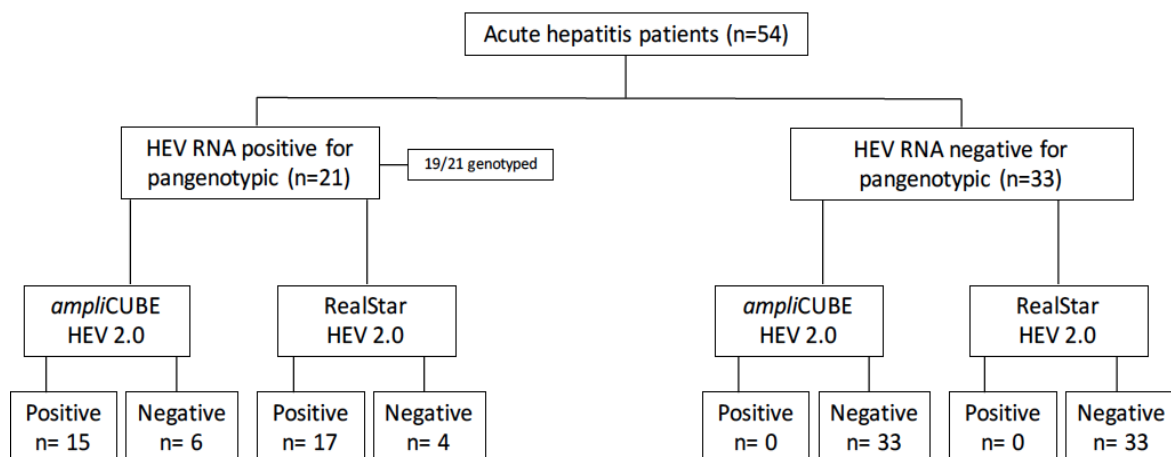 Acute hepatitis patients (n=54)
HEV RNA positive for
pangenotypic (n=21)
19/21 genotyped
HEV RNA negative for
pangenotypic (n=33)
ampliCUBE
HEV 2.0
RealStar
HEV 2.0
ampliCUBE
HEV 2.0
RealStar
HEV 2.0
Positive
n= 15
Negative
n= 6
Positive
n= 17
Negative
n= 4
Positive
n= 0
Negative
n= 33
Positive
n= 0
Negative
n= 33